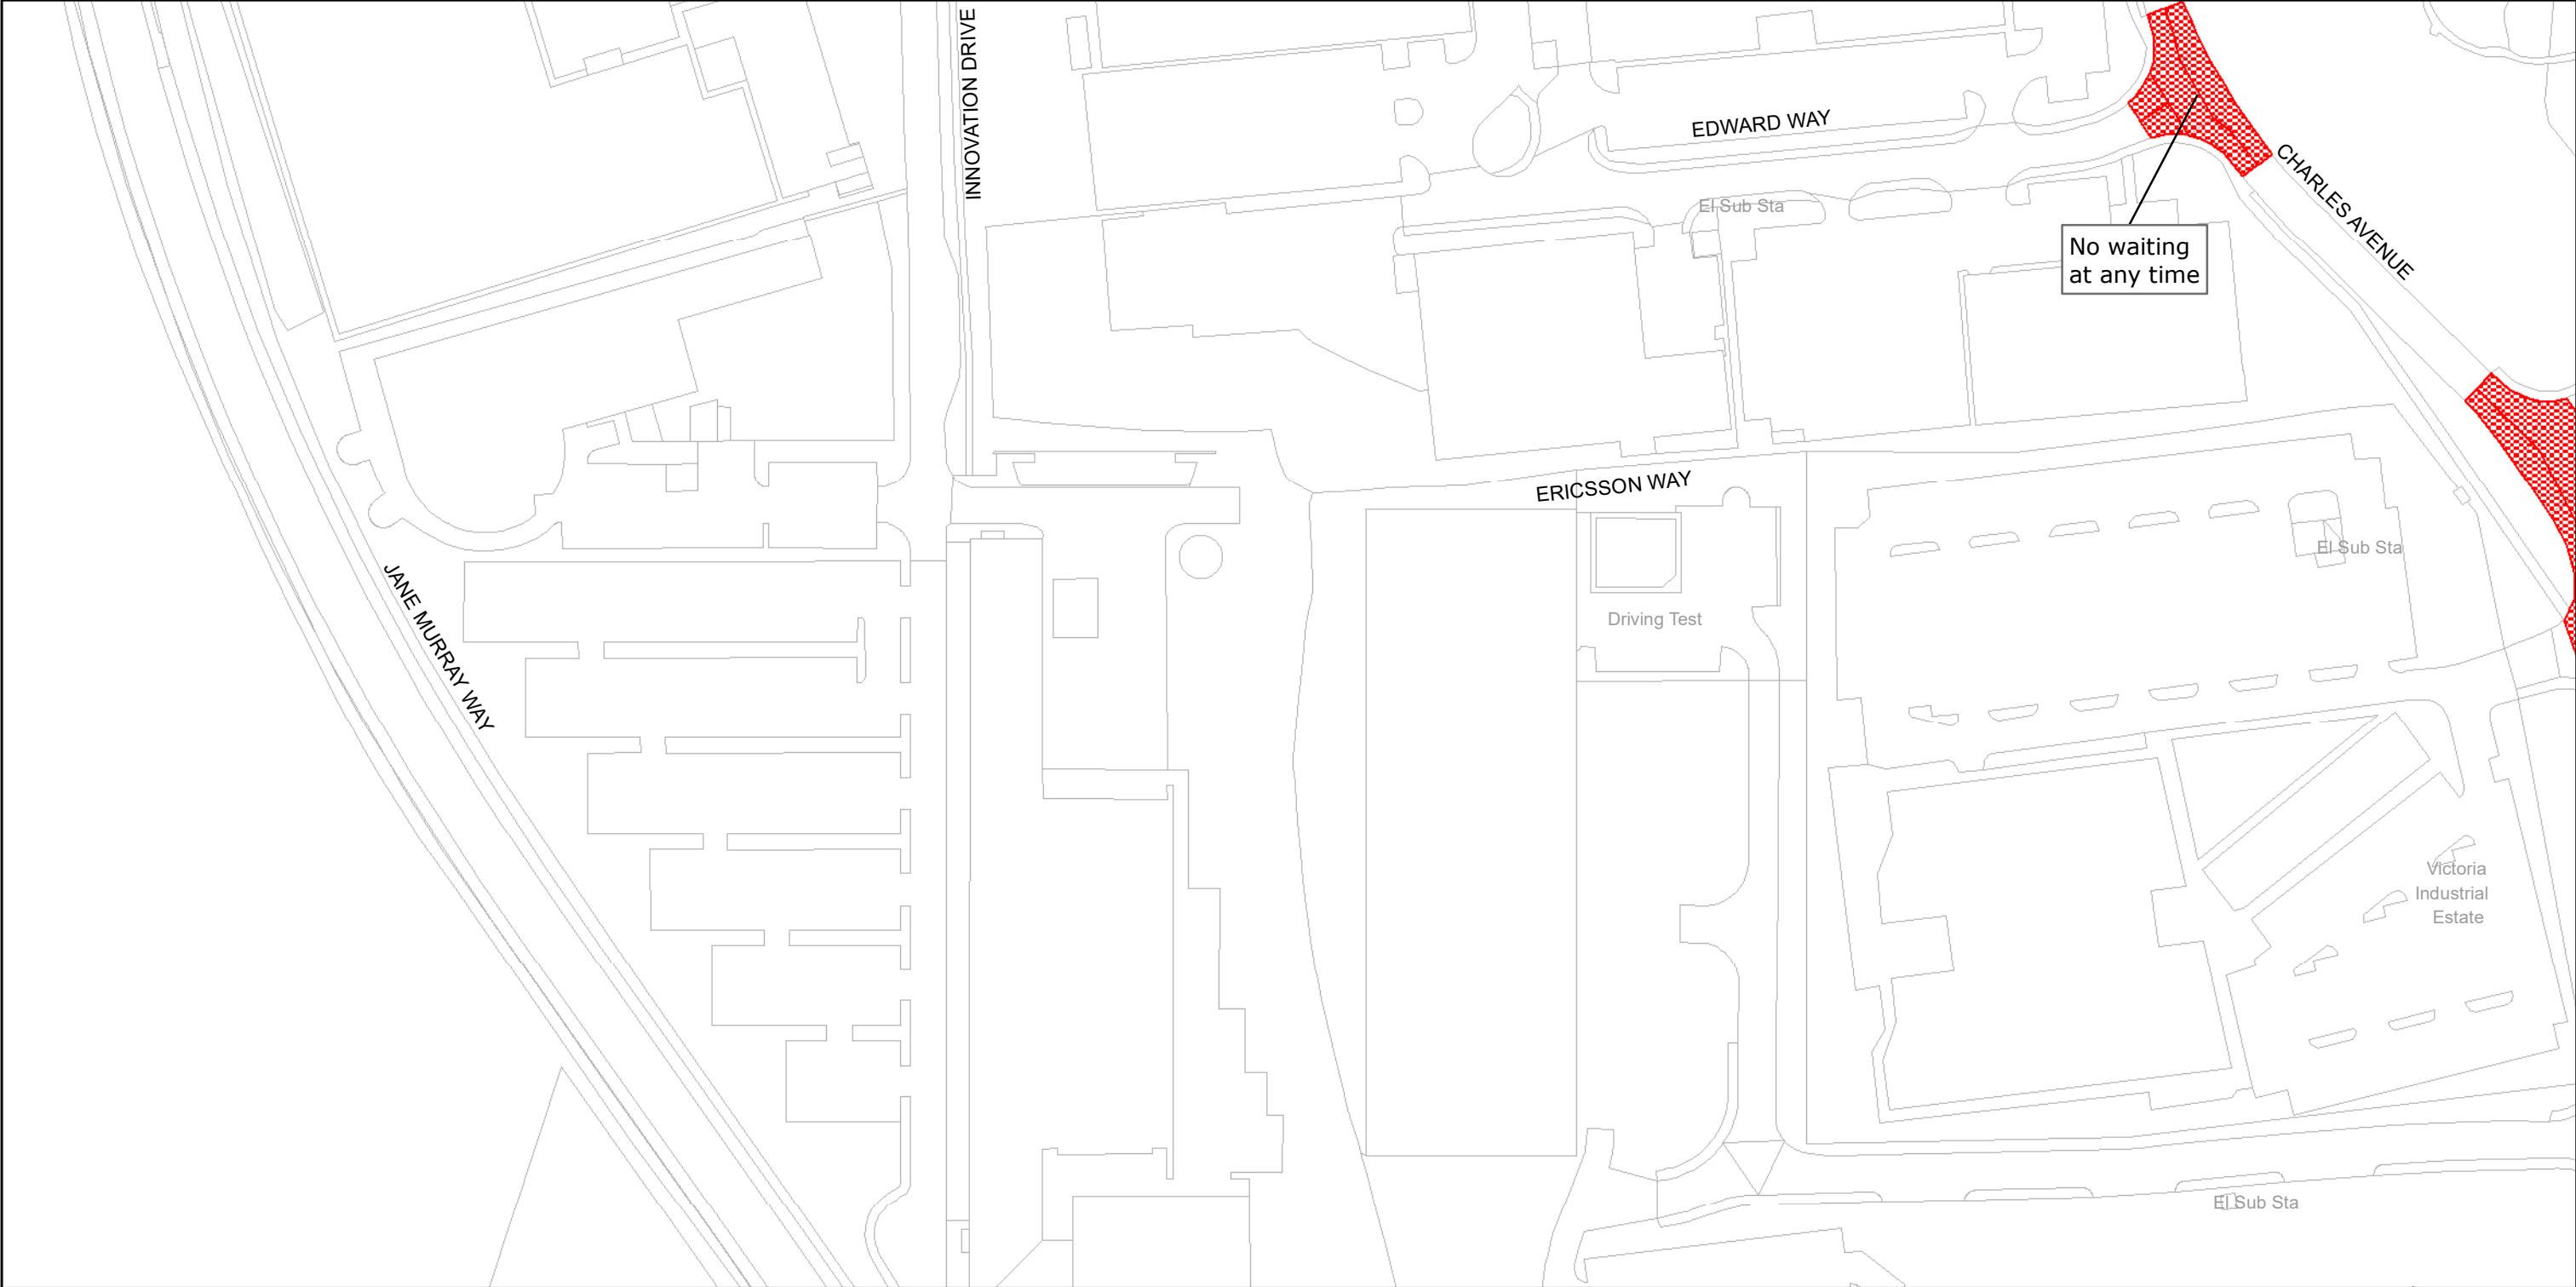 INNOVATION DRIVE
EDWARD WAY
CHARLES AVENUE
El Sub Sta
No waiting
at any time
ERICSSON WAY
El Sub Sta
JANE MURRAY WAY
Driving Test
Victoria
Industrial
Estate
El Sub Sta